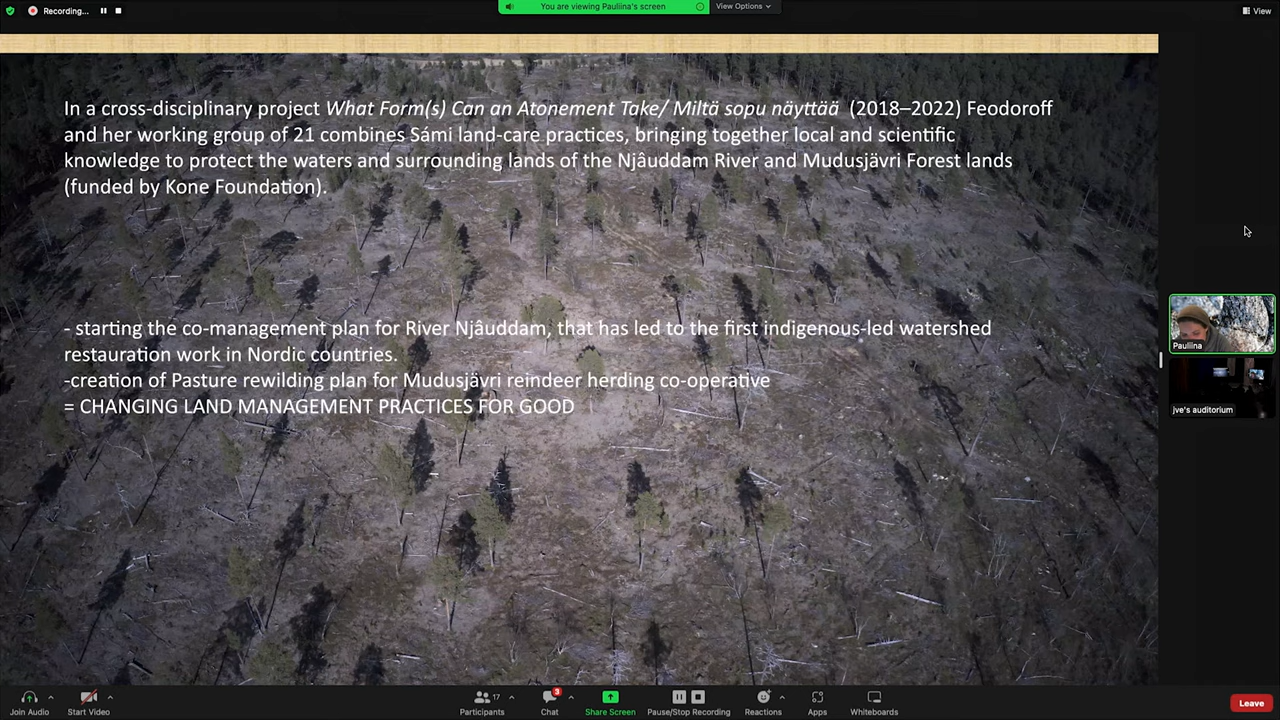 Recording...
You are viewing Pauliina's screen
View Options
View
In a cross-disciplinary project What Form(s) Can an Atonement Take/ Miltä sopu näyttää (2018–2022) Feodoroff
and her working group of 21 combines Sámi land-care practices, bringing together local and scientific
knowledge to protect the waters and surrounding lands of the Njâuddam River and Mudusjävri Forest lands
(funded by Kone Foundation).
- starting the co-management plan for River Njâuddam, that has led to the first indigenous-led watershed
restauration work in Nordic countries.
-creation of Pasture rewilding plan for Mudusjävri reindeer herding co-operative
= CHANGING LAND MANAGEMENT PRACTICES FOR GOOD
Pauliina
jve's auditorium
Join Audio
Start Video
17
Participants
3
Chat
Share Screen
Pause/Stop Recording
Reactions
Apps
Whiteboards
Leave